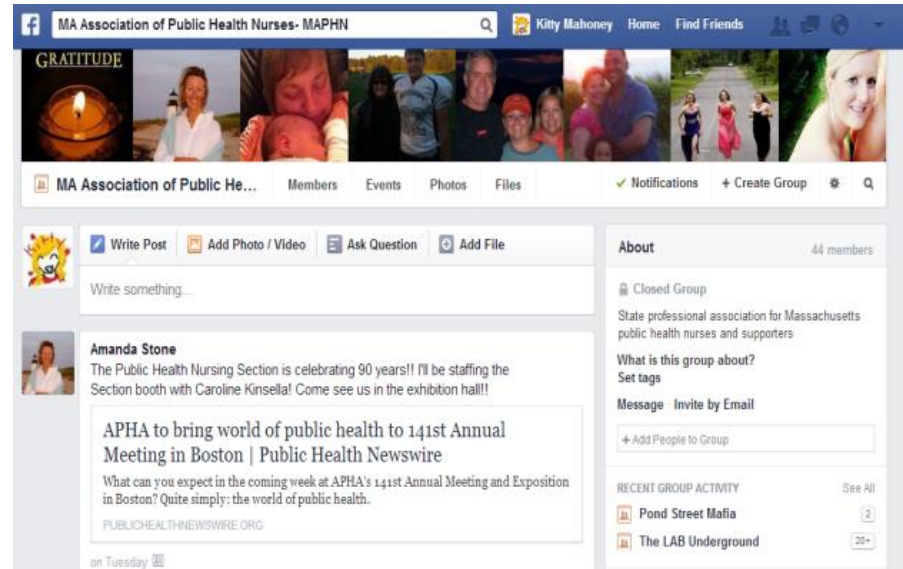 f MA Association of Public Health Nurses- MAPHN Kitty Mahoney Home Find Friends
GRATITUDE
MA Association of Public He... Members Events Photos Files ✓ Notifications + Create Group
Write Post Add Photo / Video Ask Question Add File
Write something...
Amanda Stone
The Public Health Nursing Section is celebrating 90 years!! I'll be staffing the
Section booth with Caroline Kinsella! Come see us in the exhibition hall!!
APHA to bring world of public health to 141st Annual
Meeting in Boston | Public Health Newswire
What can you expect in the coming week at APHA's 141st Annual Meeting and Exposition
in Boston? Quite simply: the world of public health.
PUBLICHEALTHNEWSWIRE.ORG
on Tuesday
About 44 members
Closed Group
State professional association for Massachusetts
public health nurses and supporters
What is this group about?
Set tags
Message · Invite by Email
+ Add People to Group
RECENT GROUP ACTIVITY See All
Pond Street Mafia 2
The LAB Underground 20+